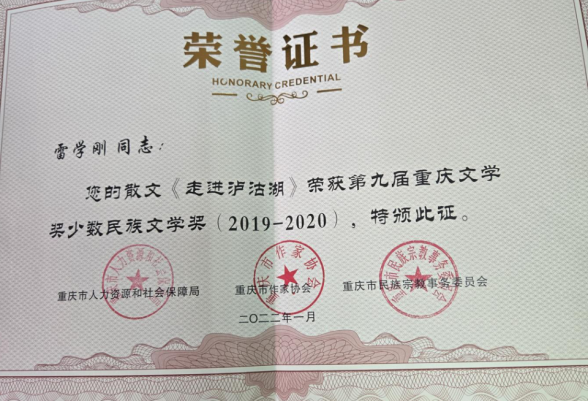 荣誉证书
HONORARY CREDENTIAL
雷学刚 同志：
您的散文《走进泸沽湖》荣获第九届重庆文学
奖少数民族文学奖（2019-2020），特颁此证。
重庆市人力资源和社会保障局 重庆市作家协会 重庆市民族宗教事务委员会
二〇二二年一月